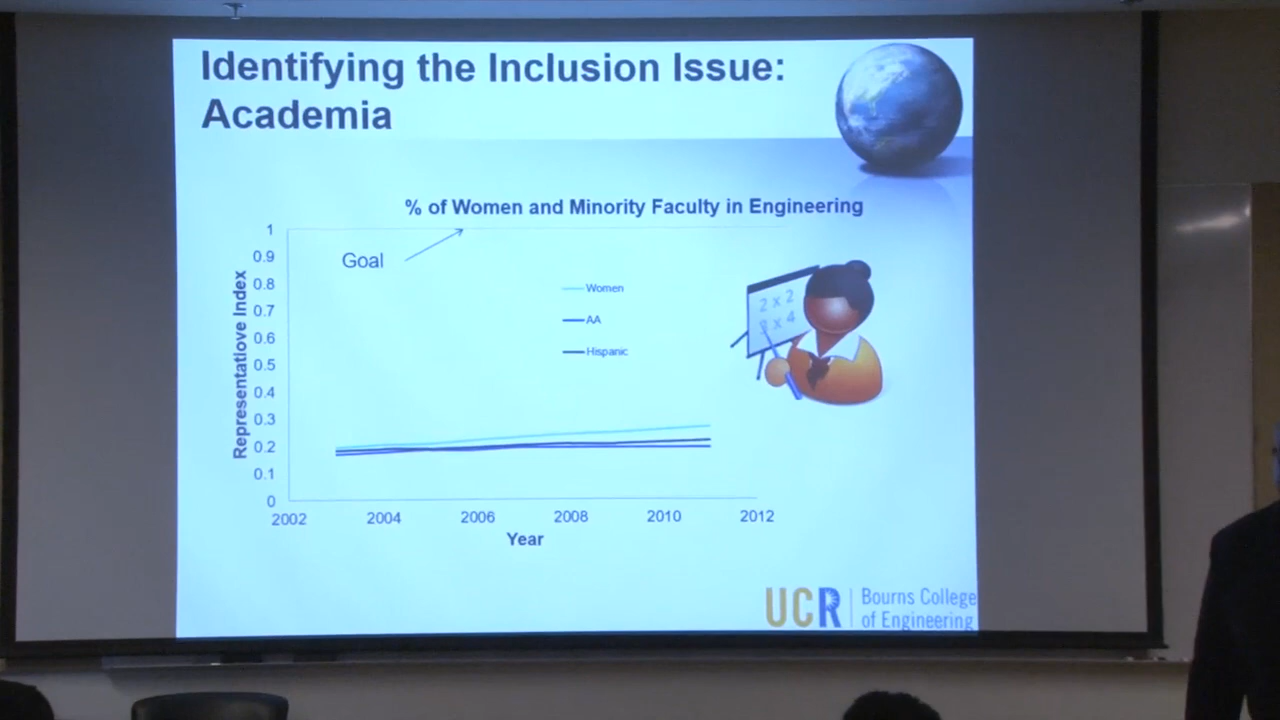 Identifying the Inclusion Issue:
Academia
% of Women and Minority Faculty in Engineering
Goal
Representative Index
1
0.9
0.8
0.7
0.6
0.5
0.4
0.3
0.2
0.1
0
Women
AA
Hispanic
2 x 2
x 4
2002 2004 2006 2008 2010 2012
Year
UCR Bourns College
of Engineering